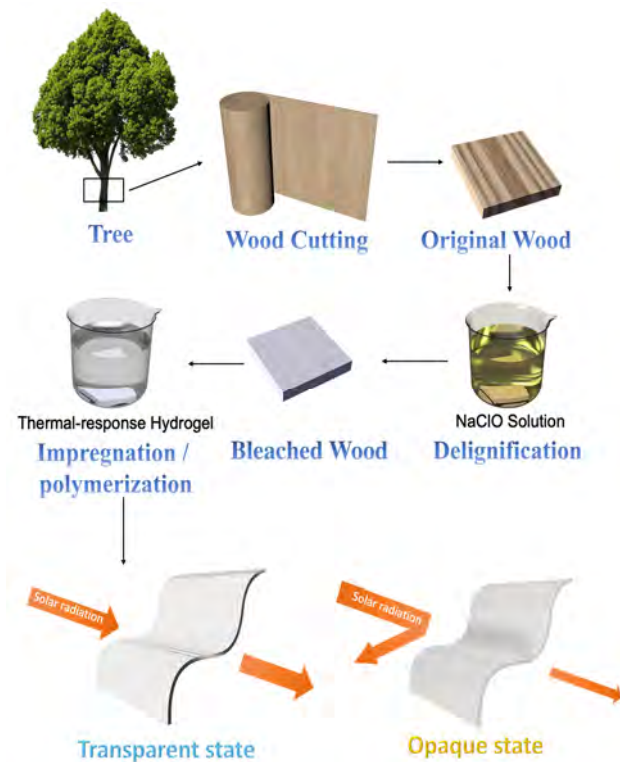 Tree
Wood Cutting
Original Wood
Thermal-response Hydrogel
Impregnation /
polymerization
Bleached Wood
NaClO Solution
Delignification
Solar radiation
Solar radiation
Transparent state
Opaque state